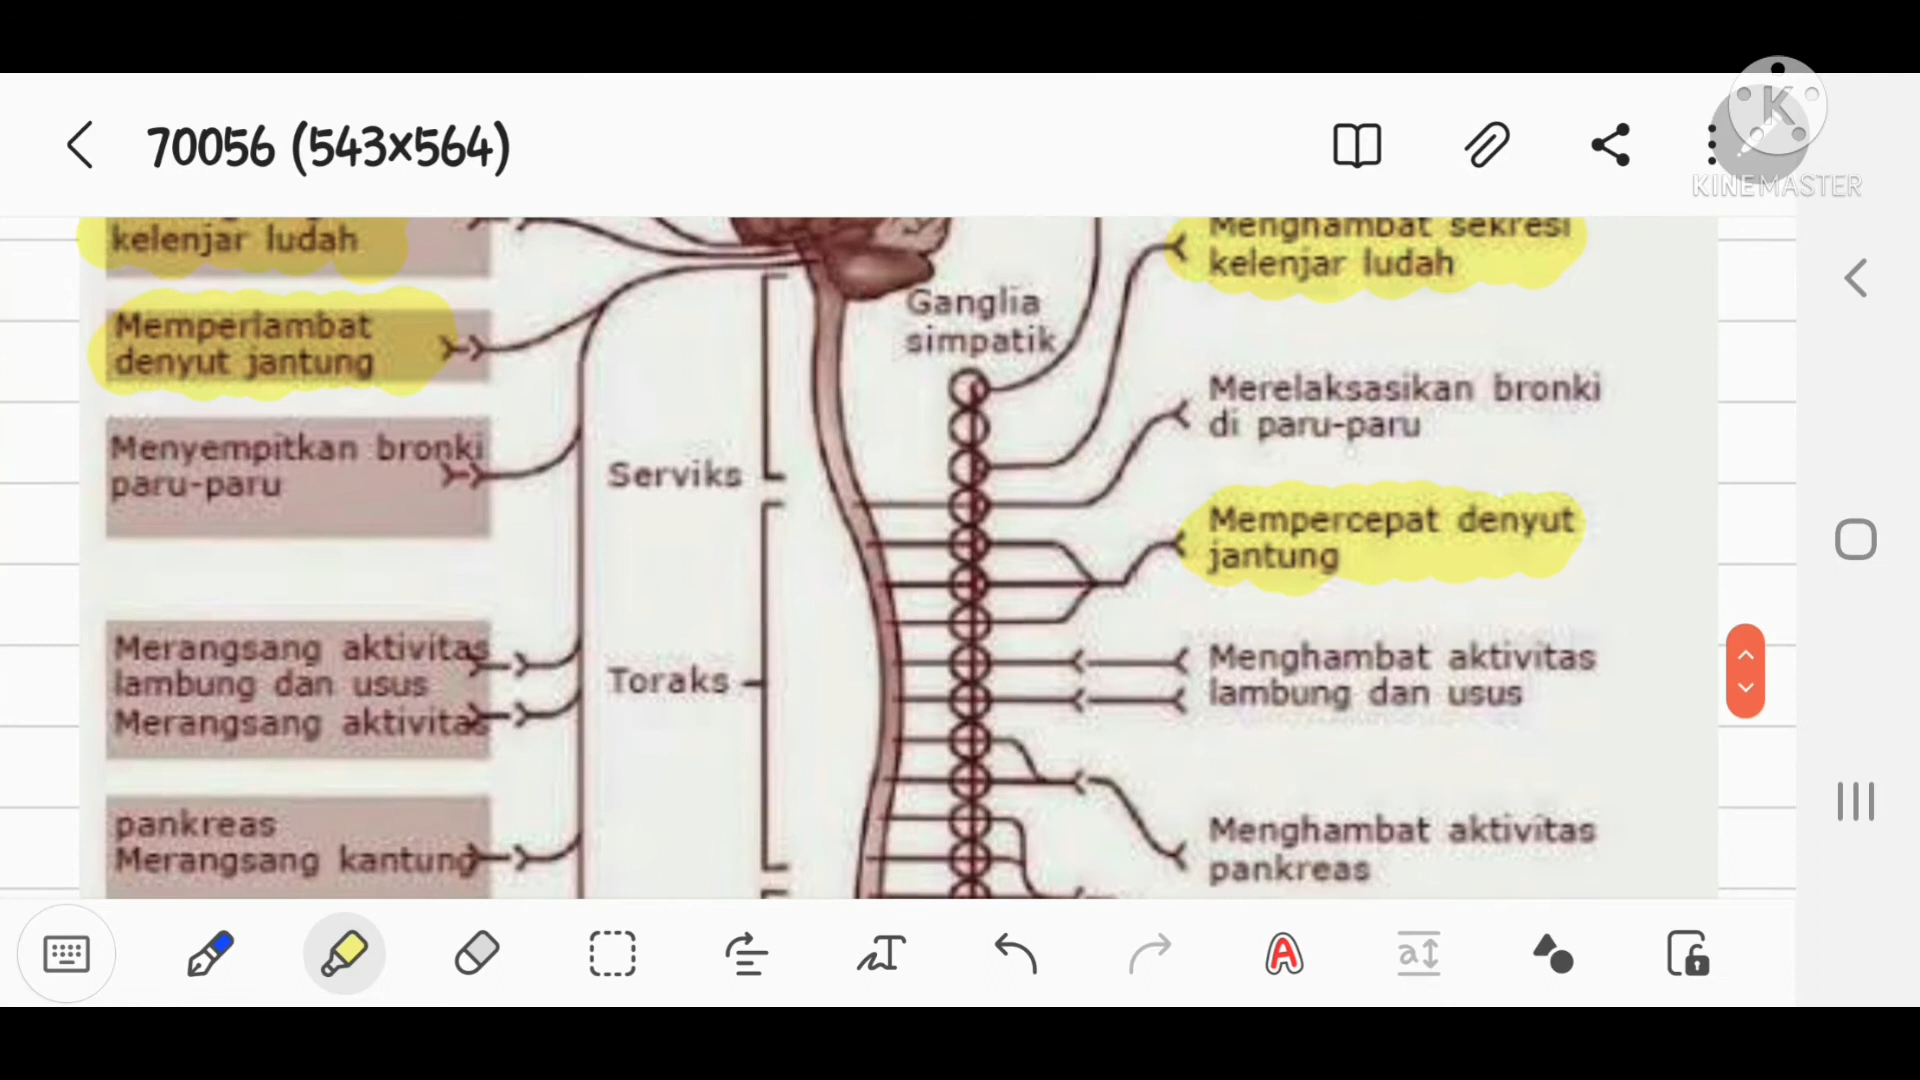 70056 (543x564)
K
KINEMASTER
kelenjar ludah
Memperlambat
denyut jantung
Menyempitkan bronki
paru-paru
Merangsang aktivitas
lambung dan usus
Merangsang aktivitas
pankreas
Merangsang kantung
Serviks
Toraks
Ganglia
simpatik
Menghambat sekresi
kelenjar ludah
Merelaksasikan bronki
di paru-paru
Mempercepat denyut
jantung
Menghambat aktivitas
lambung dan usus
Menghambat aktivitas
pankreas